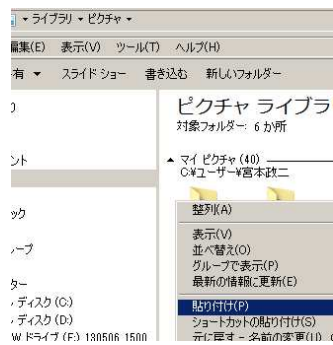 ▸ ライブラリ ▸ ピクチャ ▸
編集(E) 表示(V) ツール(T) ヘルプ(H)
有 ▼ スライド ショー 書き込む 新しいフォルダー
ピクチャ ライブラ
対象フォルダー: 6 か所
ント
マイ ピクチャ (40)
C:¥ユーザー¥宮本政二
ック
整列(A)
表示(V)
ループ
並べ替え(O)
グループで表示(P)
最新の情報に更新(E)
ター
ディスク (C:)
貼り付け(P)
ディスク (D:)
ショートカットの貼り付け(S)
W ドライブ (F:) 130506_1500
元に戻す - 名前の変更(U)